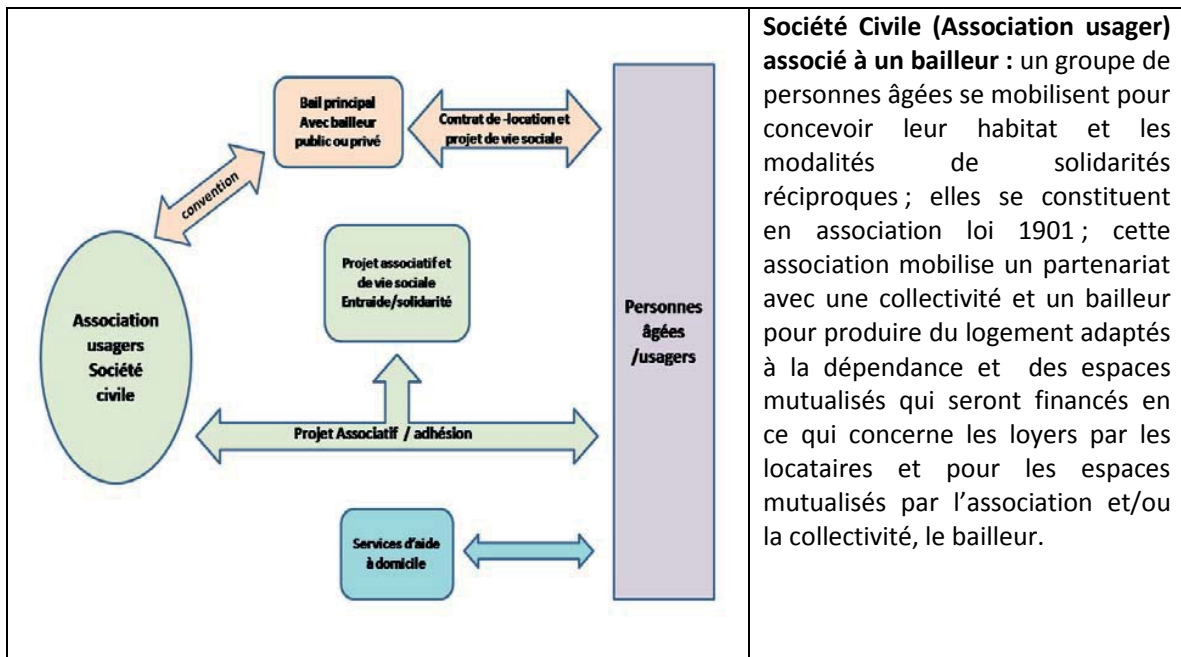 Bail principal
Avec bailleur
public ou privé
Contrat de -location et
projet de vie sociale
convention
Projet associatif et
de vie sociale
Entraide/solidarité
Association
usagers
Société
civile
Personnes
âgées
/usagers
Projet Associatif / adhésion
Services d'aide
à domicile
Société Civile (Association usager)
associé à un bailleur : un groupe de
personnes âgées se mobilisent pour
concevoir leur habitat et les
modalités de solidarités
réciproques ; elles se constituent
en association loi 1901 ; cette
association mobilise un partenariat
avec une collectivité et un bailleur
pour produire du logement adaptés
à la dépendance et des espaces
mutualisés qui seront financés en
ce qui concerne les loyers par les
locataires et pour les espaces
mutualisés par l'association et/ou
la collectivité, le bailleur.